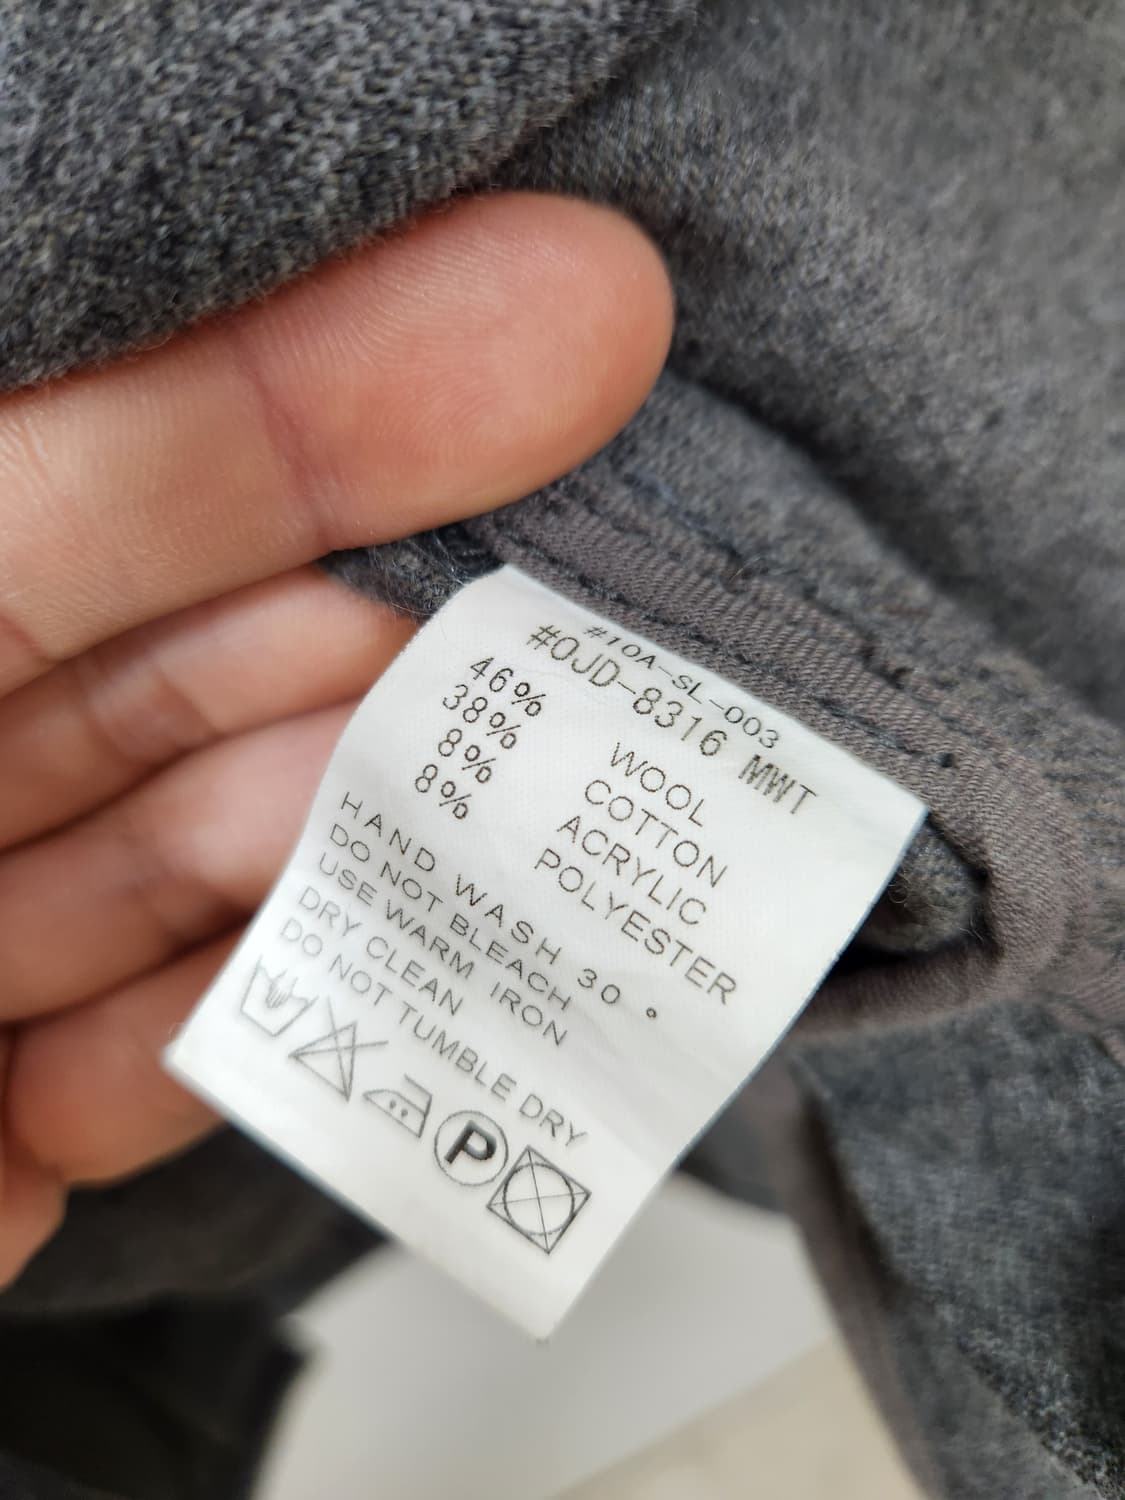 #10A-SL-003
#OJD-8316 MWT
46% WOOL
38% COTTON
8% ACRYLIC
8% POLYESTER
HAND WASH 30°
DO NOT BLEACH
USE WARM IRON
DRY CLEAN
DO NOT TUMBLE DRY
P